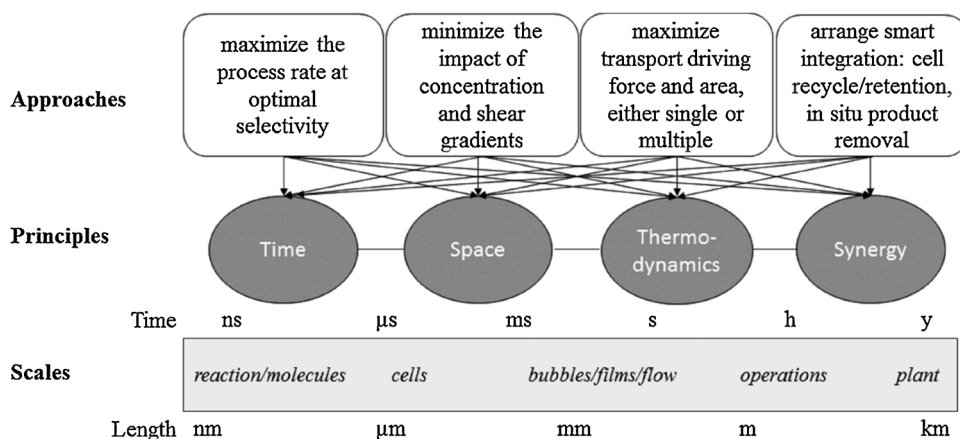 Approaches
maximize the
process rate at
optimal
selectivity
minimize the
impact of
concentration
and shear
gradients
maximize
transport driving
force and area,
either single or
multiple
arrange smart
integration: cell
recycle/retention,
in situ product
removal
Principles
Time
Space
Thermo-
dynamics
Synergy
Time ns µs ms s h y
Scales
reaction/molecules cells bubbles/films/flow operations plant
Length nm µm mm m km